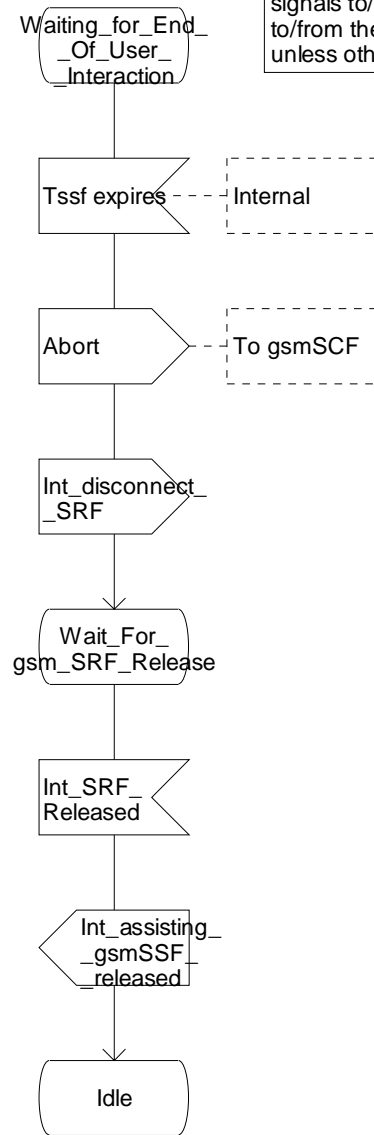 signals to/
to/from the
unless oth
Waiting_for_End_
_Of_User_
_Interaction
Tssf expires
Internal
Abort
To gsmSCF
Int_disconnect_
_SRF
Wait_For_
gsm_SRF_Release
Int_SRF_
Released
Int_assisting_
_gsmSSF_
_released
Idle